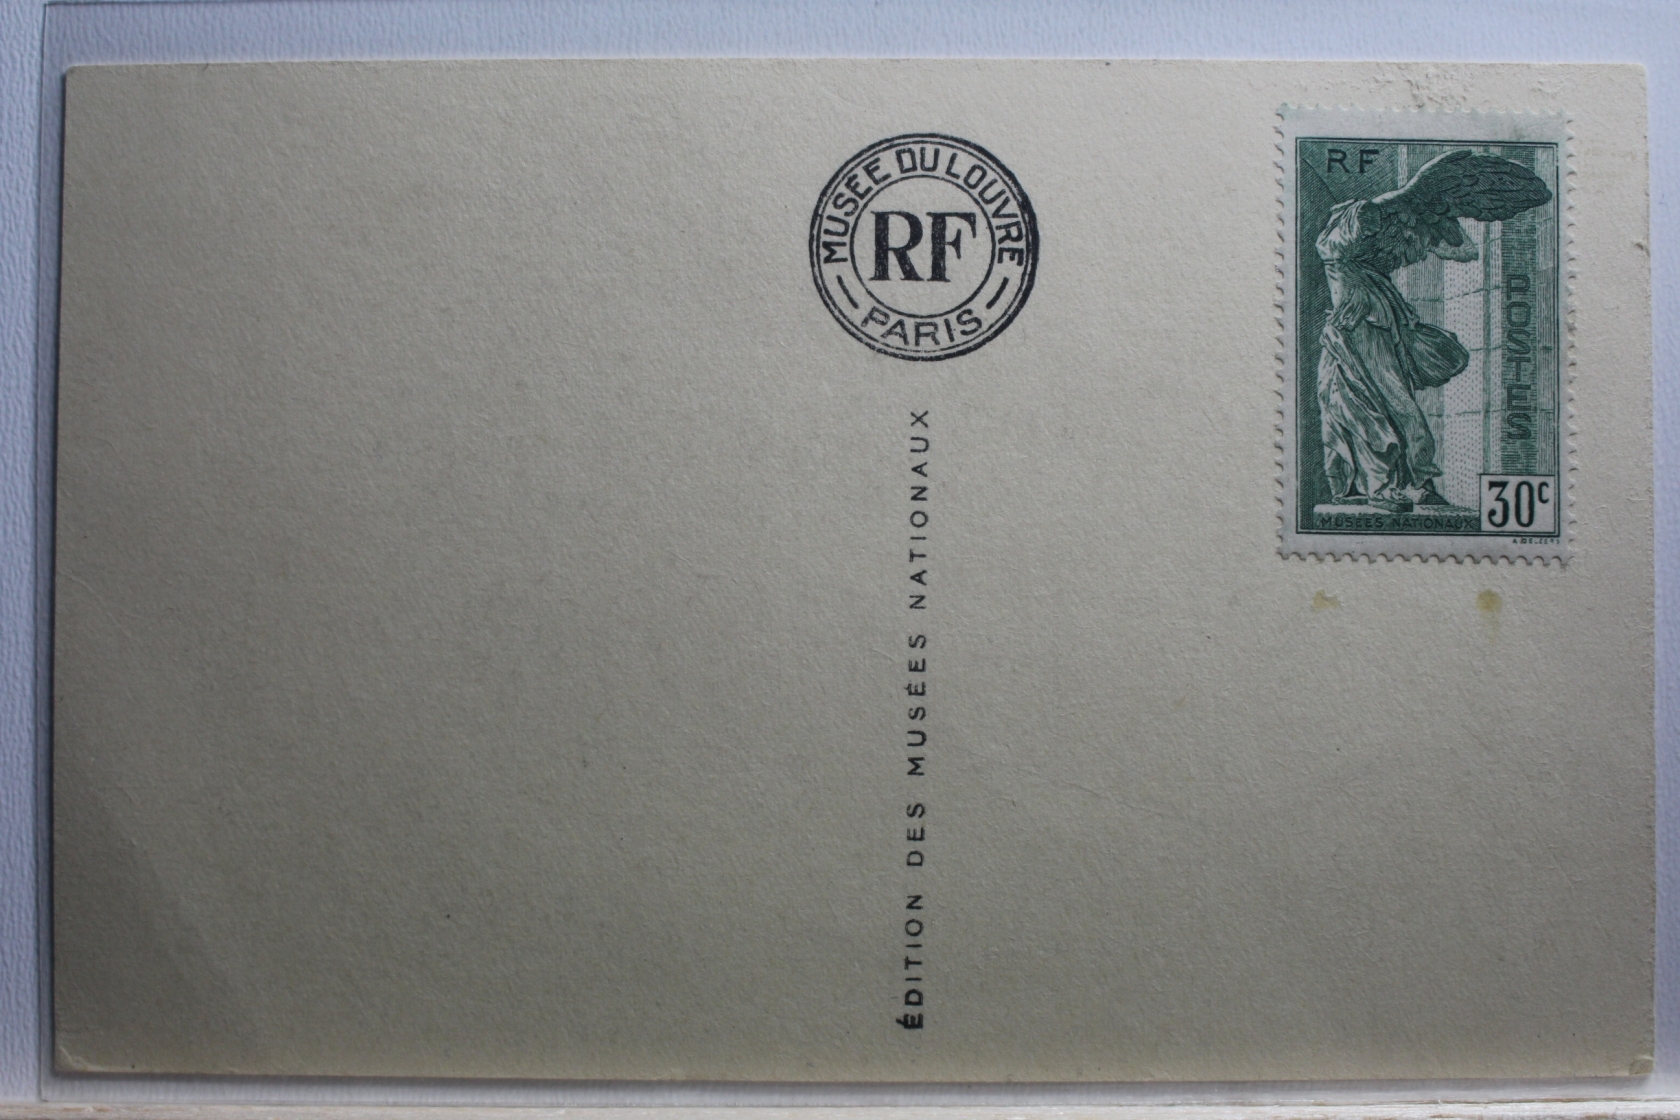 MUSÉE DU LOUVRE
RF
— PARIS —
ÉDITION DES MUSÉES NATIONAUX
RF
POSTES
30c
MUSÉES NATIONAUX